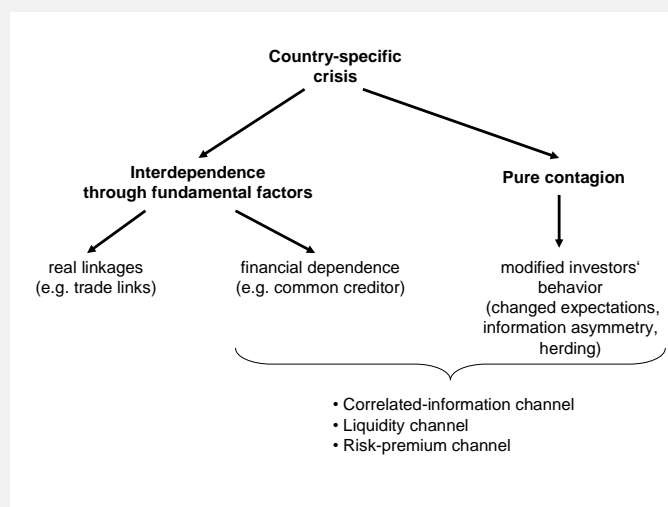 Country-specific
crisis
Interdependence
through fundamental factors
Pure contagion
real linkages
(e.g. trade links)
financial dependence
(e.g. common creditor)
modified investors‘
behavior
(changed expectations,
information asymmetry,
herding)
• Correlated-information channel
• Liquidity channel
• Risk-premium channel